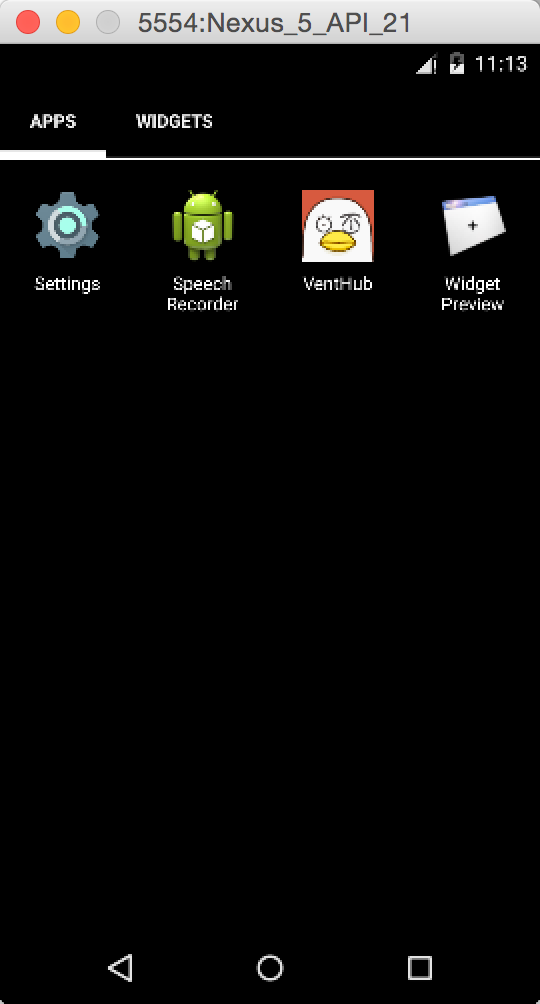 5554:Nexus_5_API_21
11:13
APPS WIDGETS
Settings
Speech
Recorder
VentHub
Widget
Preview